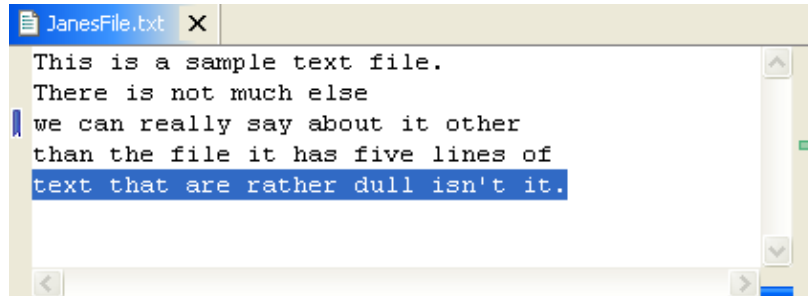 JanesFile.txt
This is a sample text file.
There is not much else
we can really say about it other
than the file it has five lines of
text that are rather dull isn't it.